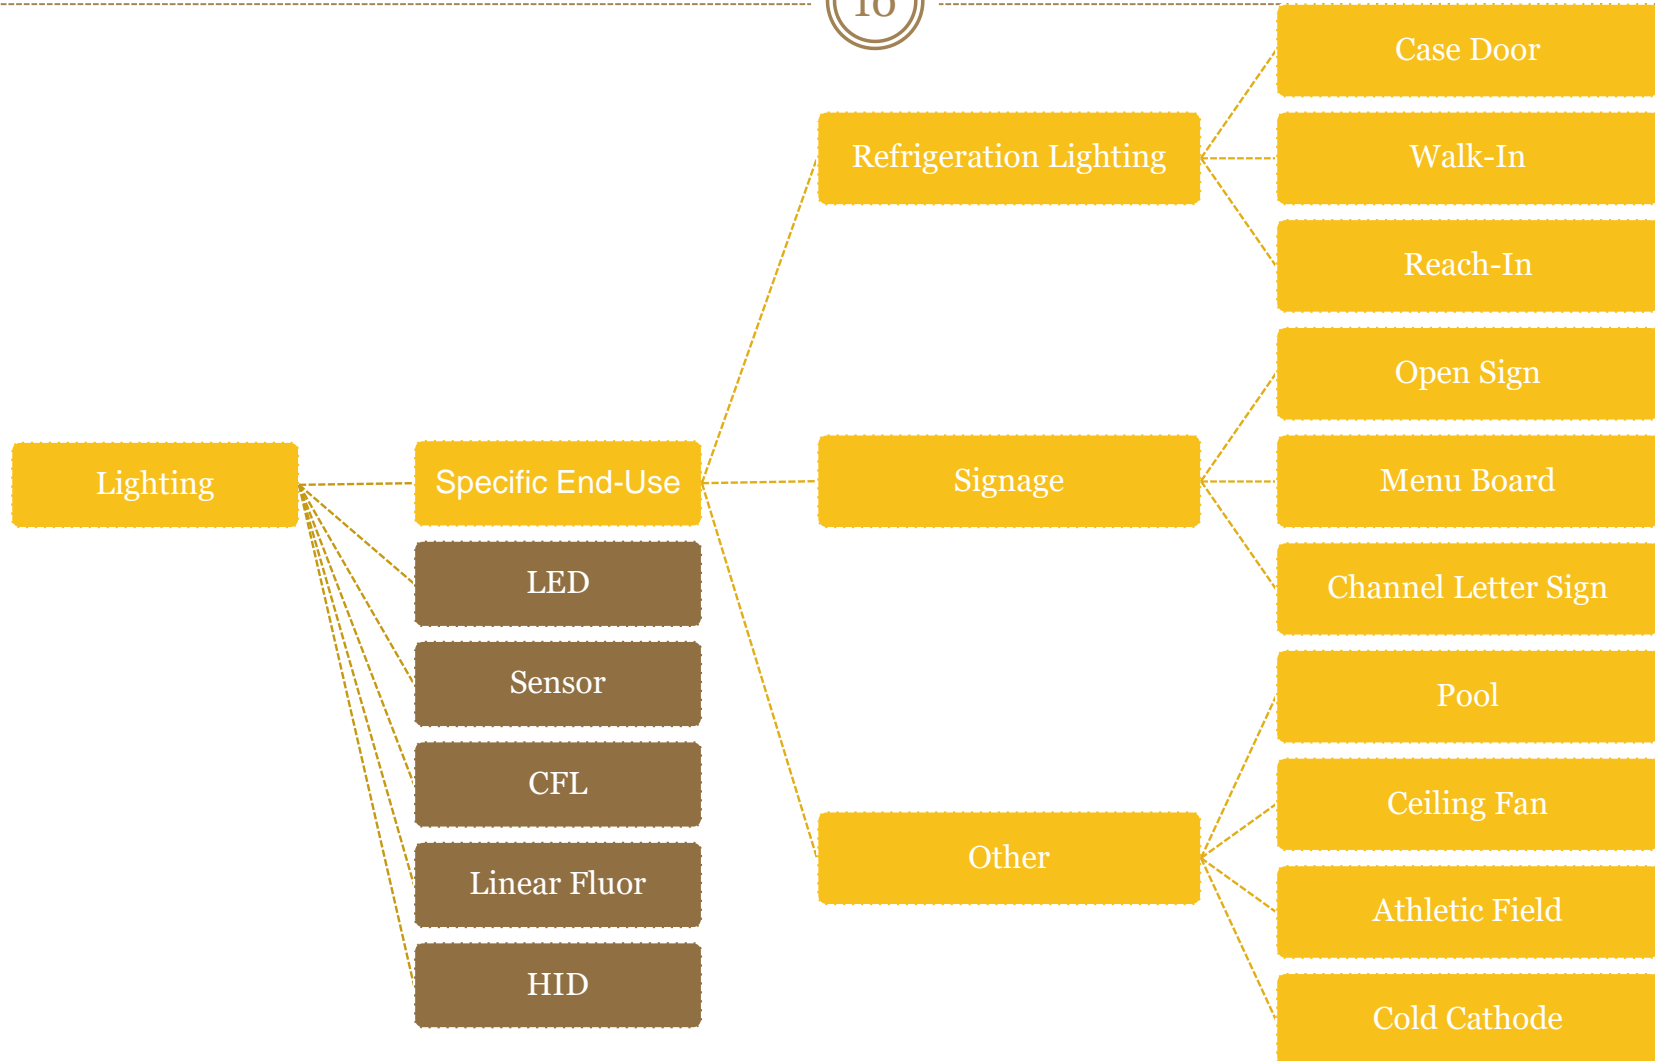 Case Door
Refrigeration Lighting
Walk-In
Reach-In
Open Sign
Lighting
Specific End-Use
Signage
Menu Board
LED
Channel Letter Sign
Sensor
Pool
CFL
Ceiling Fan
Linear Fluor
Other
Athletic Field
HID
Cold Cathode